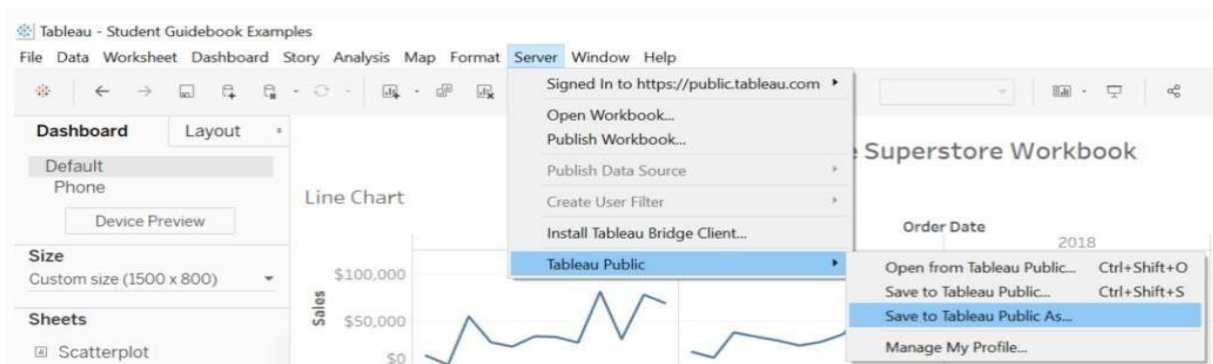 Tableau - Student Guidebook Examples
File Data Worksheet Dashboard Story Analysis Map Format Server Window Help
Signed In to https://public.tableau.com
Open Workbook...
Publish Workbook...
Publish Data Source
Create User Filter
Install Tableau Bridge Client...
Tableau Public
Open from Tableau Public... Ctrl+Shift+O
Save to Tableau Public... Ctrl+Shift+S
Save to Tableau Public As...
Manage My Profile...
Dashboard Layout
Default
Phone
Device Preview
Size
Custom size (1500 x 800)
Sheets
Scatterplot
Superstore Workbook
Line Chart
Order Date
2018
Sales
$100,000
$50,000
$0